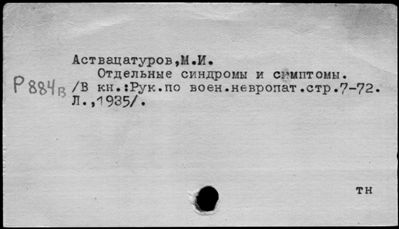 Аствацатуров,М.И.
Отдельные синдромы и симптомы.
Р884в /В кн.:Рук.по воен.невропат.стр.7-72.
Л.,1935/.
тн